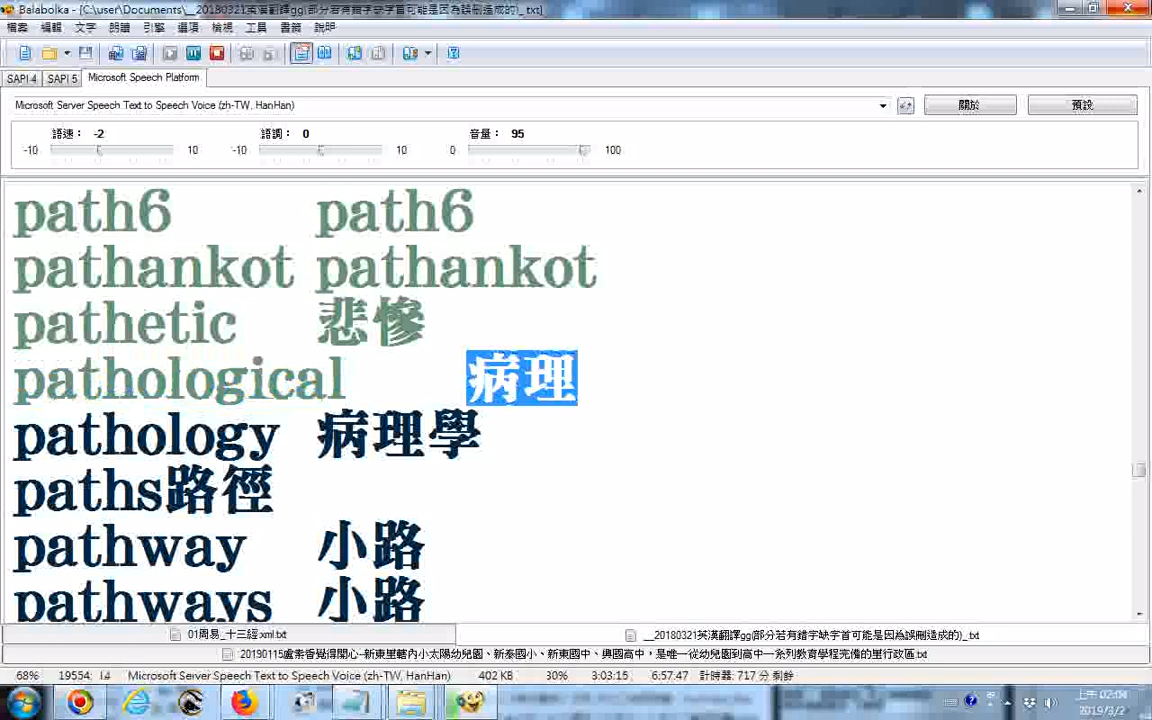 Balabolka - [C:\user\Documents\__20180321英漢翻譯gg(部分若有錯字缺字首可能是因為誤刪造成的)_.txt]
檔案 編輯 文字 朗讀 引擎 選項 檢視 工具 書籤 說明
SAPI 4 SAPI 5 Microsoft Speech Platform
Microsoft Server Speech Text to Speech Voice (zh-TW, HanHan) 關於 預設
語速： -2 語調： 0 音量： 95
-10 10 -10 10 0 100
path6 path6
pathankot pathankot
pathetic 悲慘
pathological 病理
pathology 病理學
paths路徑
pathway 小路
pathways 小路
01周易_十三經.xml.txt __20180321英漢翻譯gg(部分若有錯字缺字首可能是因為誤刪造成的)_.txt
20190115盧素香覺得開心-新東里轄內小太陽幼兒園、新泰國小、新東國中、興國高中，是唯一從幼兒園到高中一系列教育學程完備的里行政區.txt
68% 19554: 14 Microsoft Server Speech Text to Speech Voice (zh-TW, HanHan) 402 KB 30% 3:03:15 6:57:47 計時器: 717 分 剩餘
上午 02:04
2019/3/2